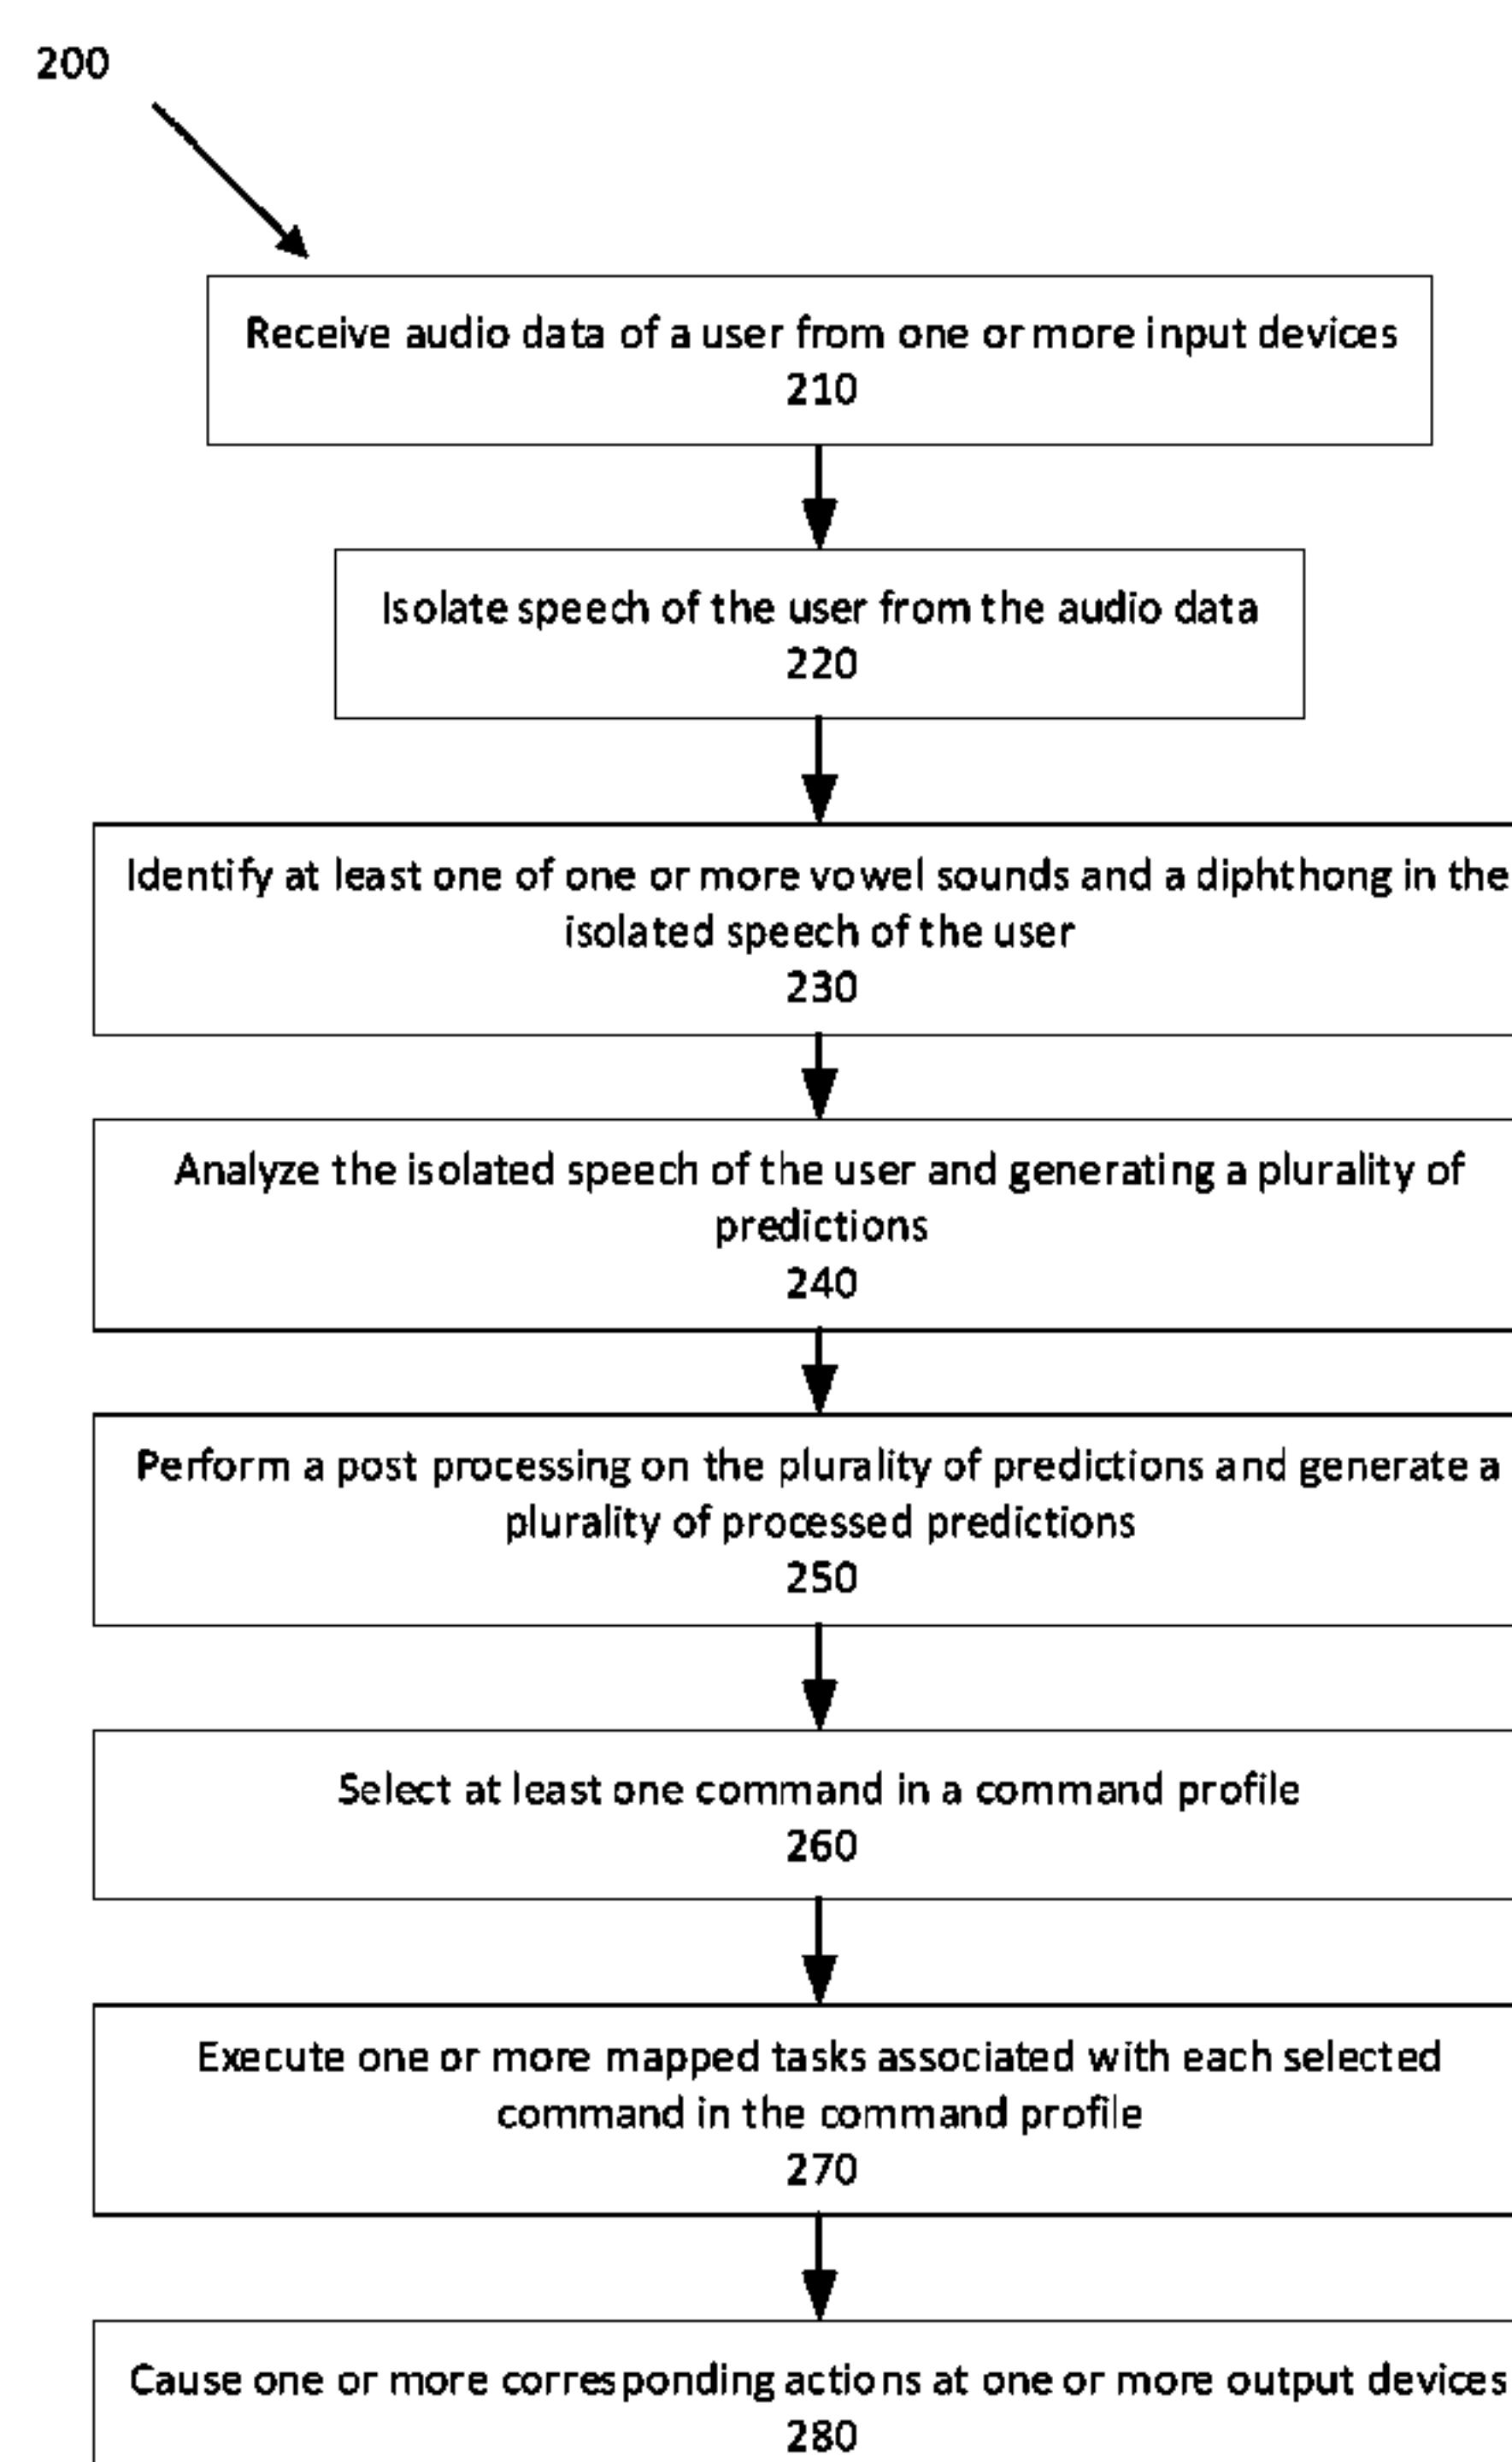 200
Receive audio data of a user from one or more input devices
210
Isolate speech of the user from the audio data
220
Identify at least one of one or more vowel sounds and a diphthong in the
isolated speech of the user
230
Analyze the isolated speech of the user and generating a plurality of
predictions
240
Perform a post processing on the plurality of predictions and generate a
plurality of processed predictions
250
Select at least one command in a command profile
260
Execute one or more mapped tasks associated with each selected
command in the command profile
270
Cause one or more corresponding actions at one or more output devices
280